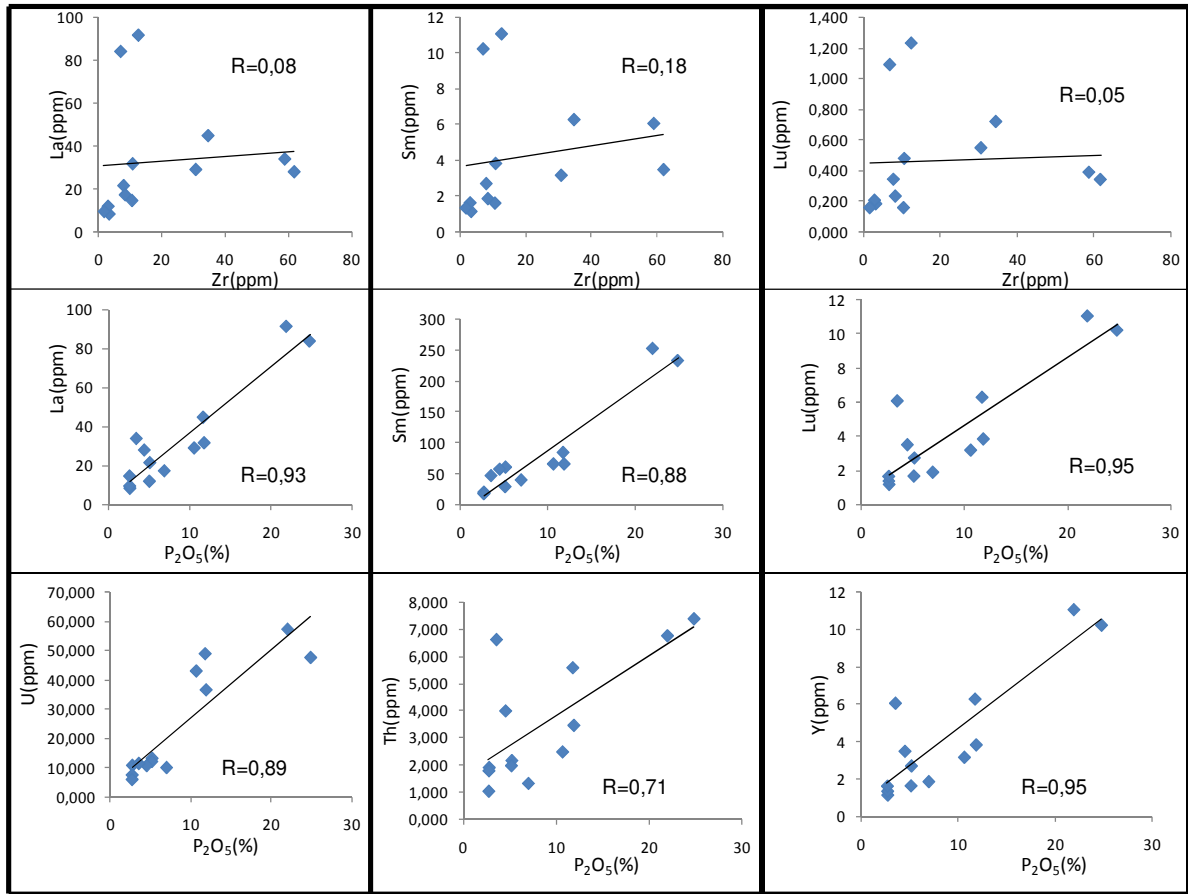 La(ppm)
100
80
60
40
20
0
R=0,08
0 20 40 60 80
Zr(ppm)
Sm(ppm)
12
10
8
6
4
2
0
R=0,18
0 20 40 60 80
Zr(ppm)
Lu(ppm)
1,400
1,200
1,000
0,800
0,600
0,400
0,200
0,000
R=0,05
0 20 40 60 80
Zr(ppm)
La(ppm)
100
80
60
40
20
0
R=0,93
0 10 20 30
P₂O₅(%)
Sm(ppm)
300
250
200
150
100
50
0
R=0,88
0 10 20 30
P₂O₅(%)
Lu(ppm)
12
10
8
6
4
2
0
R=0,95
0 10 20 30
P₂O₅(%)
U(ppm)
70,000
60,000
50,000
40,000
30,000
20,000
10,000
0,000
R=0,89
0 10 20 30
P₂O₅(%)
Th(ppm)
8,000
7,000
6,000
5,000
4,000
3,000
2,000
1,000
0,000
R=0,71
0 10 20 30
P₂O₅(%)
Y(ppm)
12
10
8
6
4
2
0
R=0,95
0 10 20 30
P₂O₅(%)